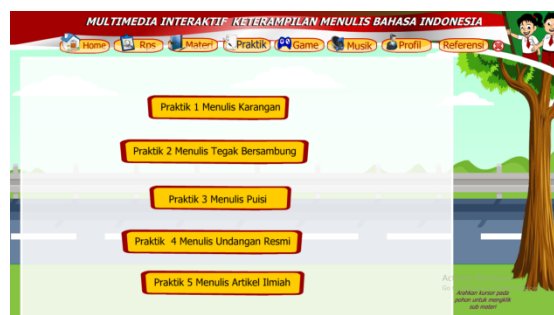 MULTIMEDIA INTERAKTIF KETERAMPILAN MENULIS BAHASA INDONESIA
Home Rps Materi Praktik Game Musik Profil Referensi
Praktik 1 Menulis Karangan
Praktik 2 Menulis Tegak Bersambung
Praktik 3 Menulis Puisi
Praktik 4 Menulis Undangan Resmi
Praktik 5 Menulis Artikel Ilmiah
Arahkan kursor pada
pohon untuk mengklik
sub materi